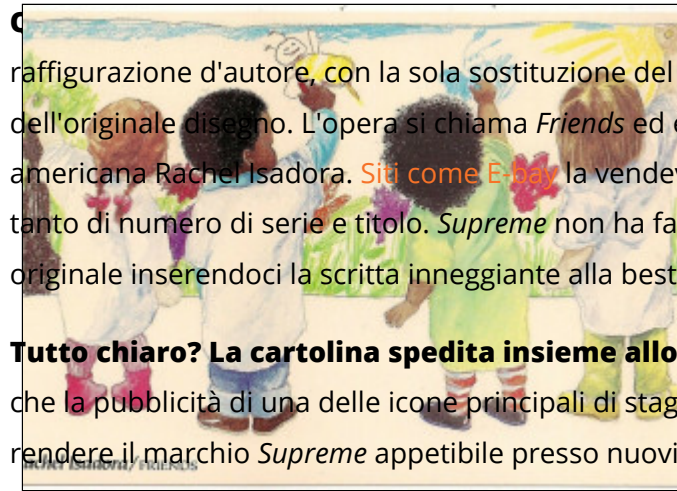 raffigurazione d'autore, con la sola sostituzione del
dell'originale disegno. L'opera si chiama Friends ed
americana Rachel Isadora. Siti come E-bay la vendev
tanto di numero di serie e titolo. Supreme non ha fa
originale inserendoci la scritta inneggiante alla best
Tutto chiaro? La cartolina spedita insieme allo
che la pubblicità di una delle icone principali di stag
rendere il marchio Supreme appetibile presso nuovi
Rachel Isadora/FRIENDS